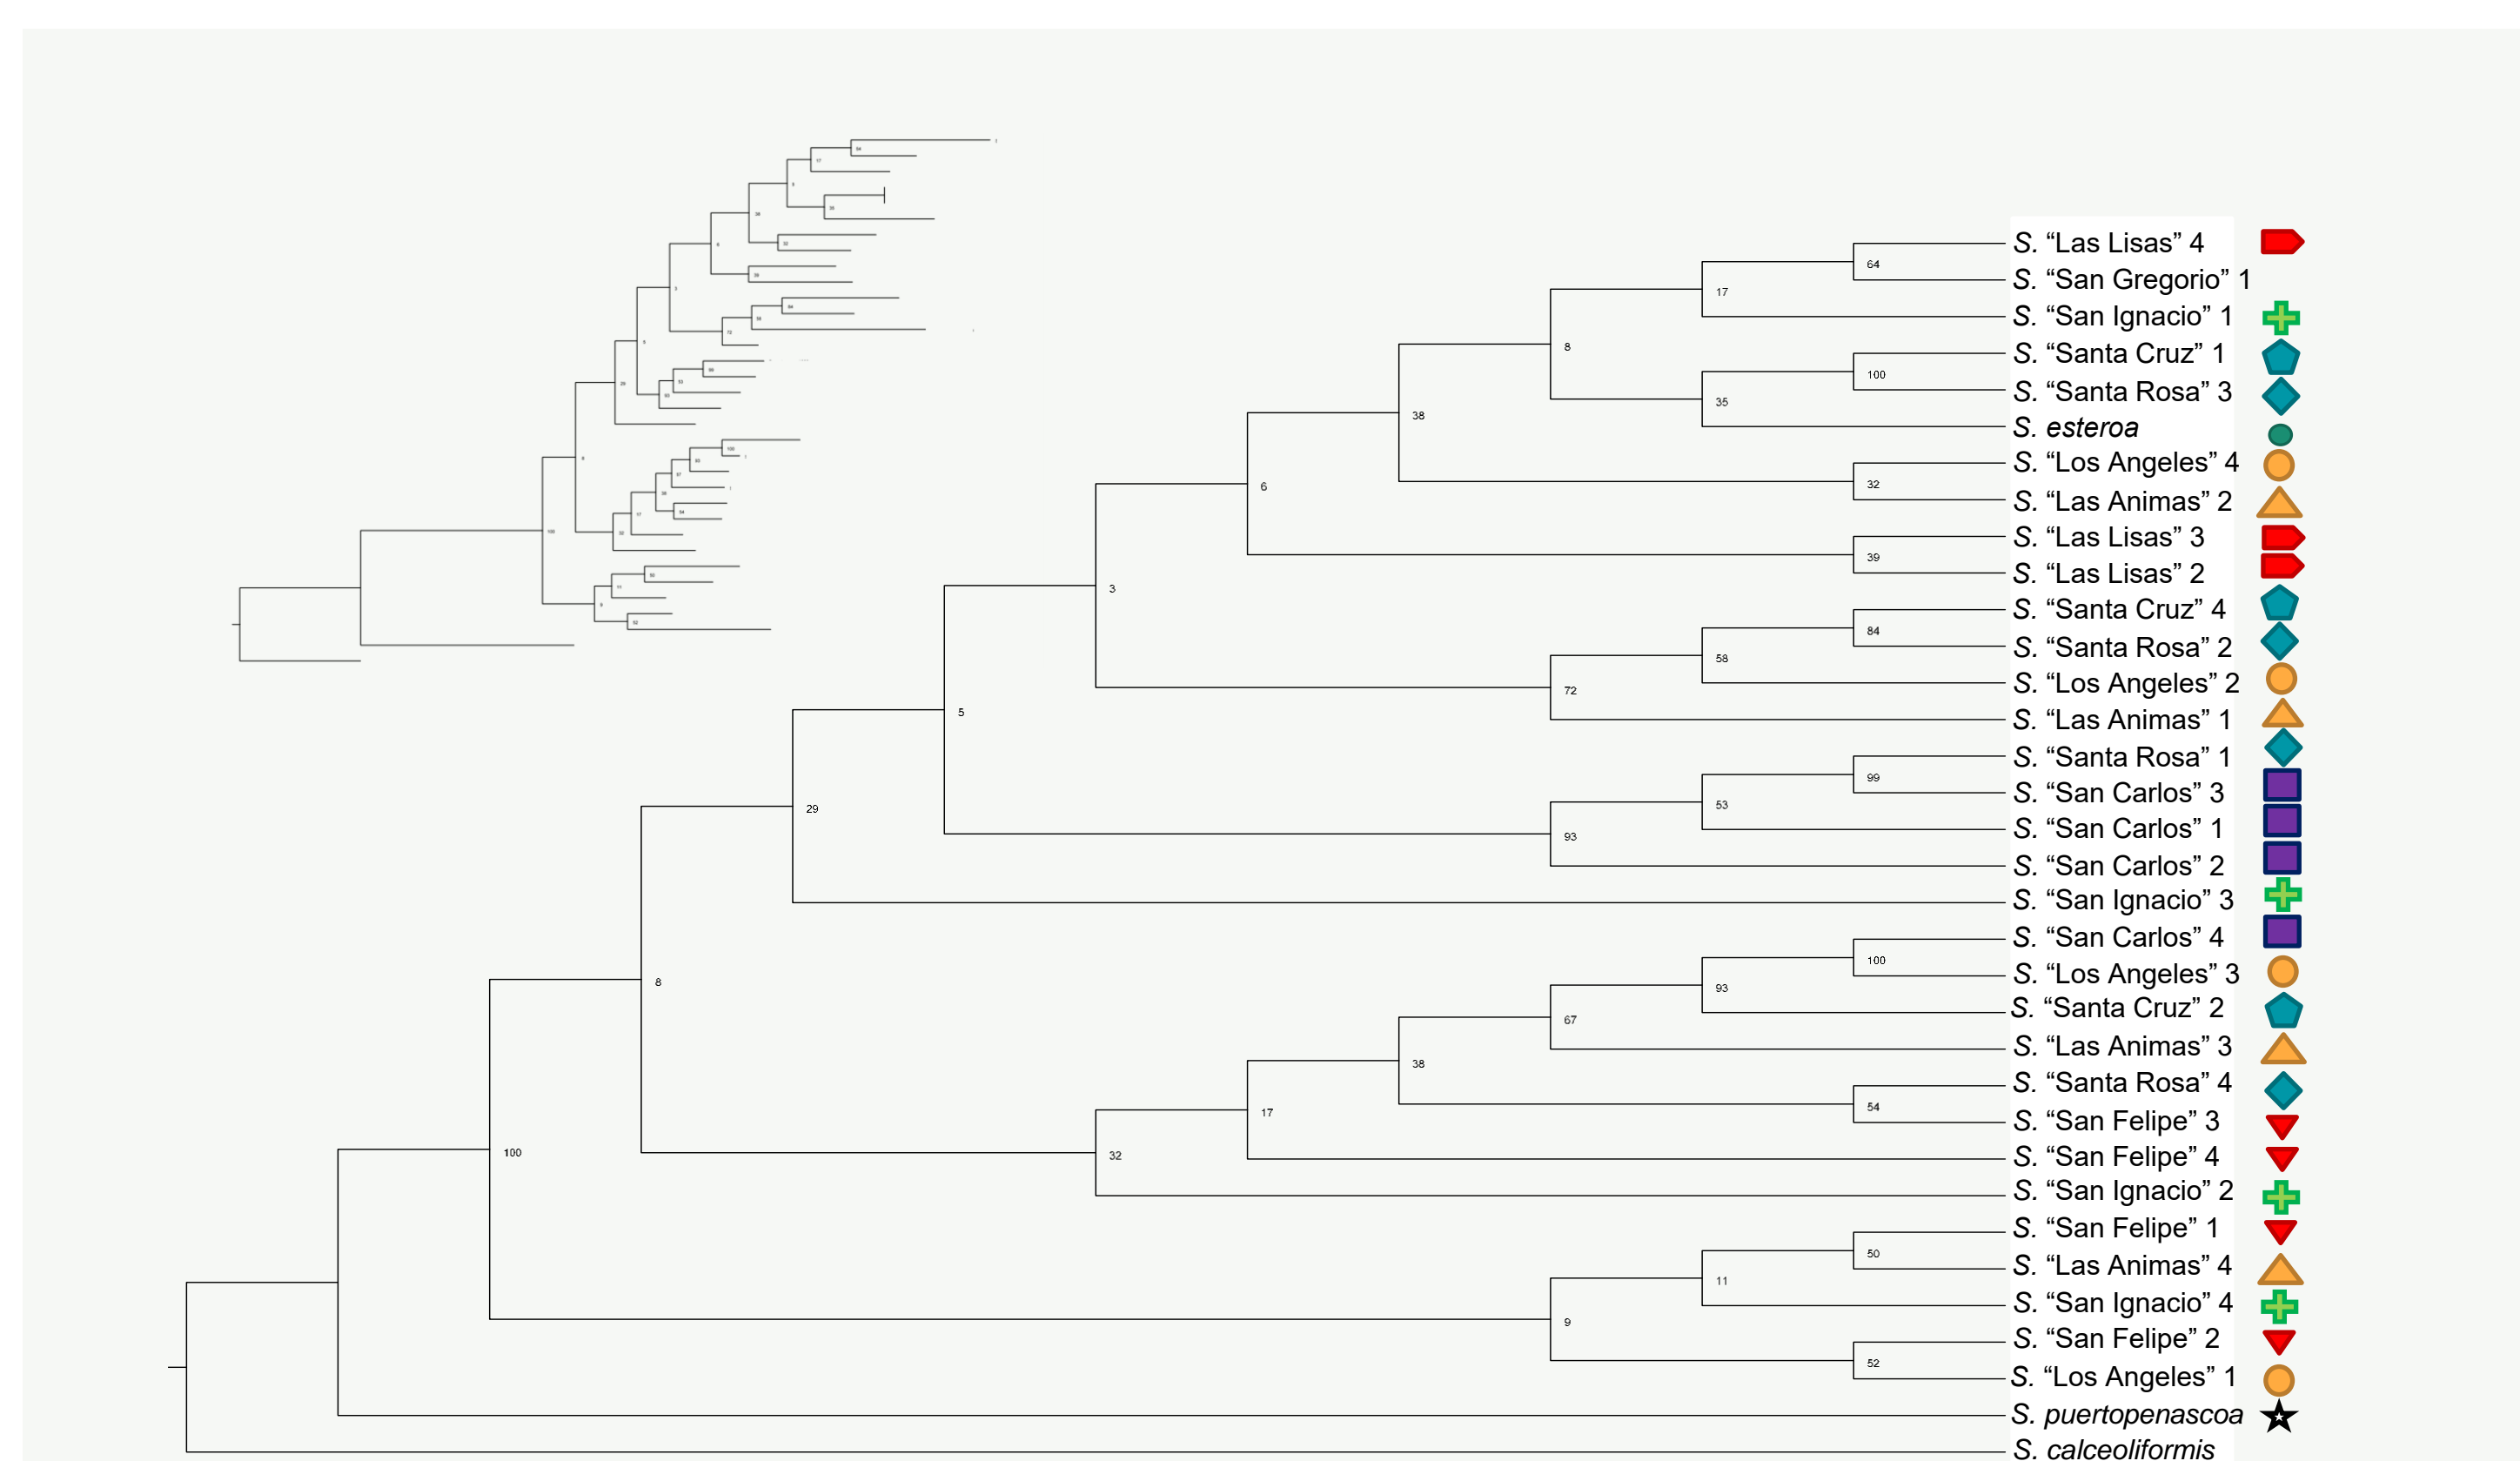 S. “Las Lisas” 4
64
S. “San Gregorio” 1
17
S. “San Ignacio” 1
8
S. “Santa Cruz” 1
100
S. “Santa Rosa” 3
35
38
S. esteroa
S. “Los Angeles” 4
32
6
S. “Las Animas” 2
S. “Las Lisas” 3
39
S. “Las Lisas” 2
3
S. “Santa Cruz” 4
84
S. “Santa Rosa” 2
58
S. “Los Angeles” 2
72
S. “Las Animas” 1
5
S. “Santa Rosa” 1
99
S. “San Carlos” 3
53
29
S. “San Carlos” 1
93
S. “San Carlos” 2
S. “San Ignacio” 3
S. “San Carlos” 4
100
S. “Los Angeles” 3
8
93
S. “Santa Cruz” 2
67
S. “Las Animas” 3
38
S. “Santa Rosa” 4
54
17
S. “San Felipe” 3
100
32
S. “San Felipe” 4
S. “San Ignacio” 2
S. “San Felipe” 1
50
S. “Las Animas” 4
11
S. “San Ignacio” 4
9
S. “San Felipe” 2
52
S. “Los Angeles” 1
S. puertopenascoa
S. calceoliformis